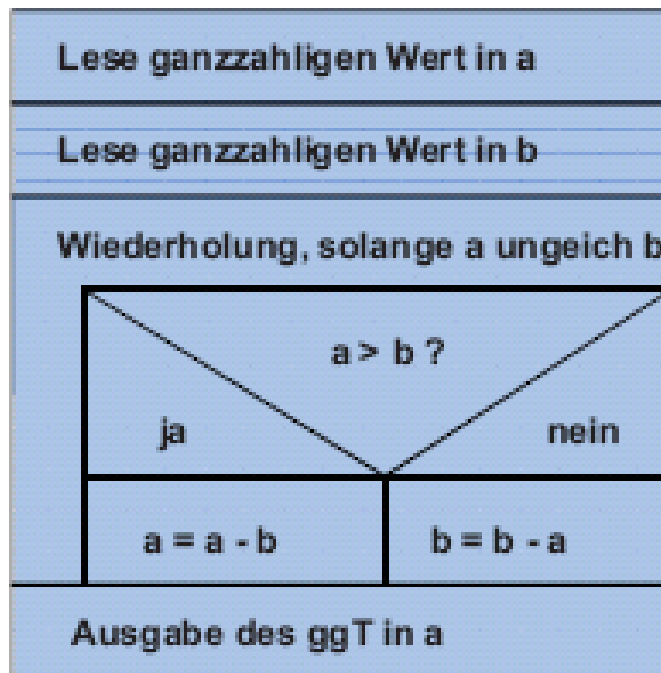 Lese ganzzahligen Wert in a
Lese ganzzahligen Wert in b
Wiederholung, solange a ungeich b
a > b ?
ja
nein
a = a - b
b = b - a
Ausgabe des ggT in a